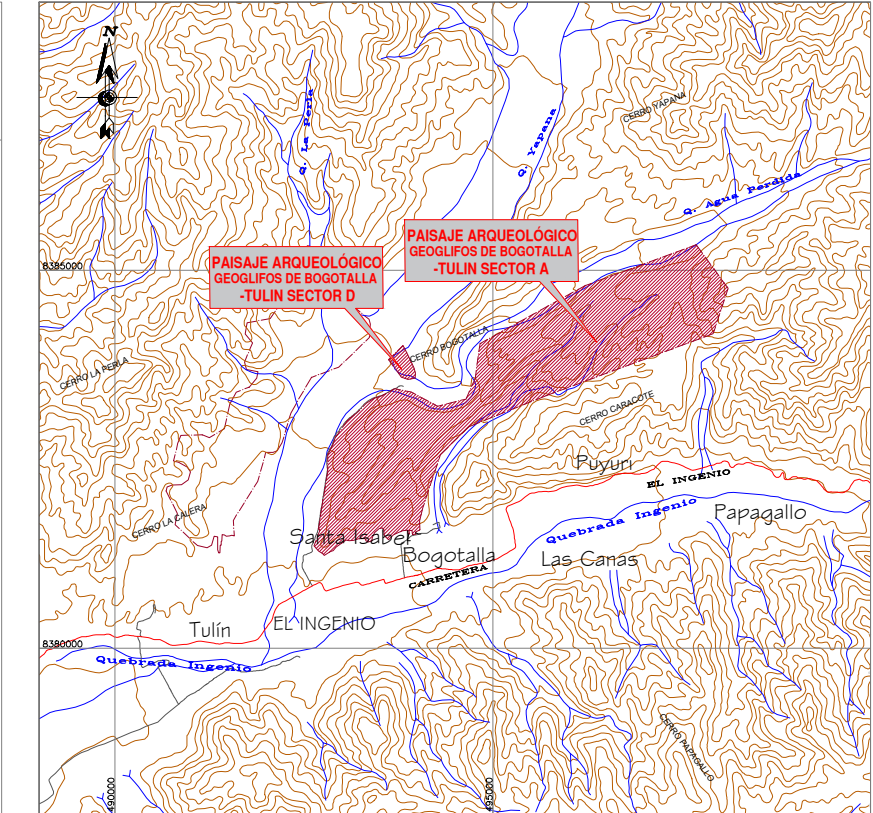 N
Q. La Perla
Q. Yapana
CERRO YAPANA
Q. Agua Perdida
PAISAJE ARQUEOLÓGICO
GEOGLIFOS DE BOGOTALLA
-TULIN SECTOR A
PAISAJE ARQUEOLÓGICO
GEOGLIFOS DE BOGOTALLA
-TULIN SECTOR D
8385000
CERRO BOGOTALLA
CERRO LA PERLA
CERRO CARACOTE
Puyuri
EL INGENIO
CERRO LA CALERA
Quebrada Ingenio
Papagallo
Santa Isabel
Bogotalla
Las Canas
CARRETERA
Tulín
EL INGENIO
8380000
Quebrada Ingenio
CERRO PAPAGALLO
490000
495000